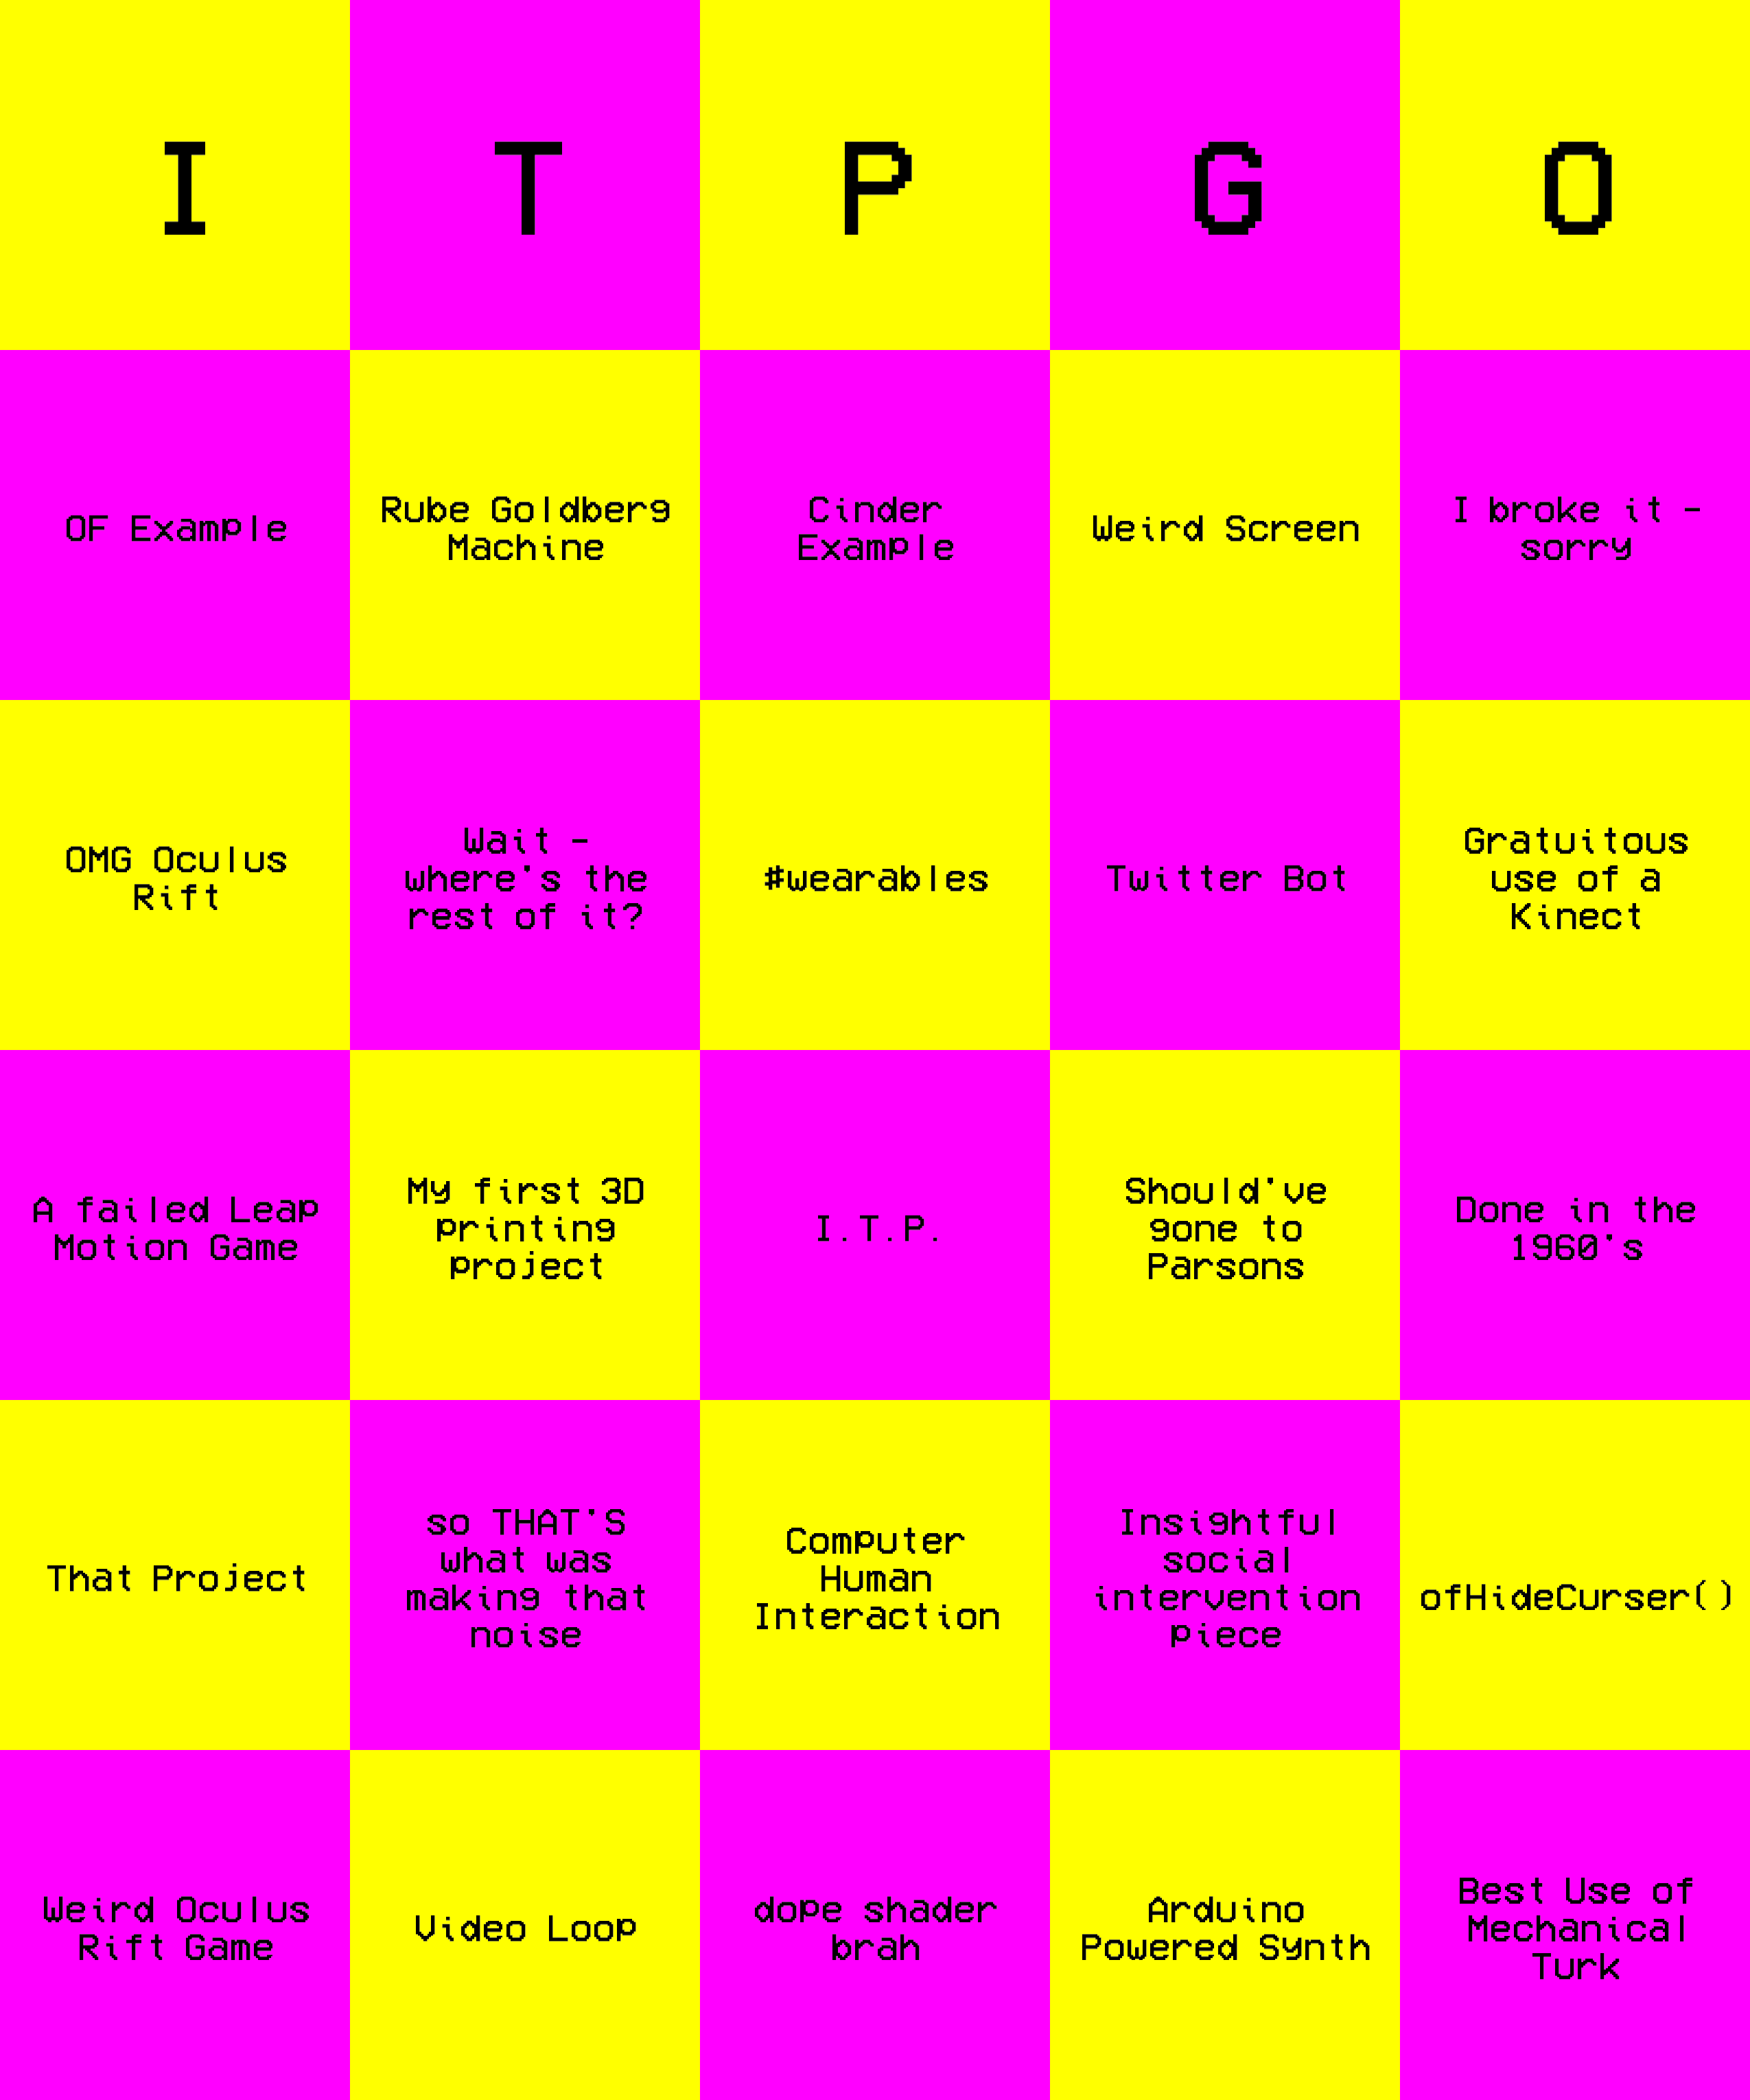 I T P G O
OF Example
Rube Goldberg
Machine
Cinder
Example
Weird Screen
I broke it -
sorry
OMG Oculus
Rift
Wait -
where's the
rest of it?
#wearables
Twitter Bot
Gratuitous
use of a
Kinect
A failed Leap
Motion Game
My first 3D
printing
project
I.T.P.
Should've
gone to
Parsons
Done in the
1960's
That Project
so THAT'S
what was
making that
noise
Computer
Human
Interaction
Insightful
social
intervention
piece
ofHideCurser()
Weird Oculus
Rift Game
Video Loop
dope shader
brah
Arduino
Powered Synth
Best Use of
Mechanical
Turk